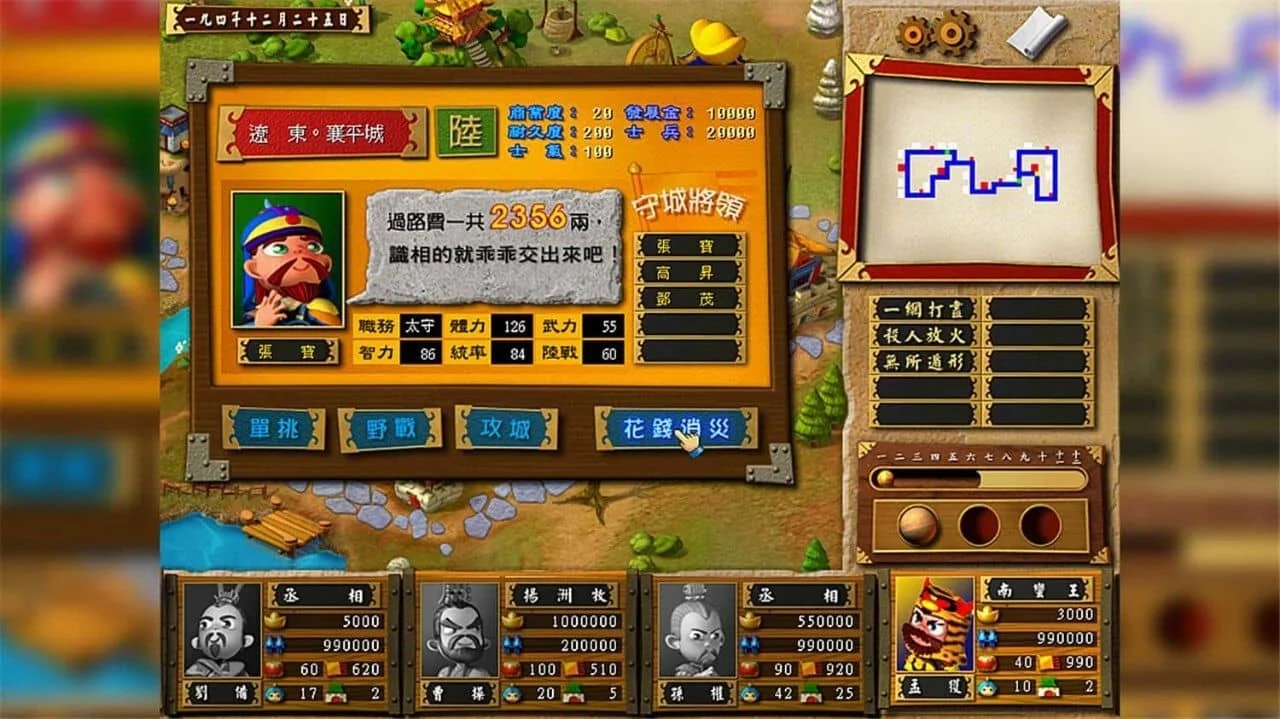 一九四年十二月二十五日
遼 東。襄平城
陸
商業度： 20 發展金： 10000
耐久度：200 士 兵： 20000
士 氣：100
過路費一共2356兩，
識相的就乖乖交出來吧！
守城將領
張 寶
高 昇
鄧 茂
張 寶
職務 太守 體力 126 武力 55
智力 86 統率 84 陸戰 60
單挑 野戰 攻城 花錢消災
一網打盡
殺人放火
無所遁形
一 二 三 四 五 六 七 八 九 十 十一 十二
丞 相
5000
990000
60 620
劉 備 17 2
揚 洲 牧
1000000
200000
100 510
曹 操 20 5
丞 相
550000
990000
90 920
孫 權 42 25
南 蠻 王
3000
990000
40 990
孟 獲 10 2